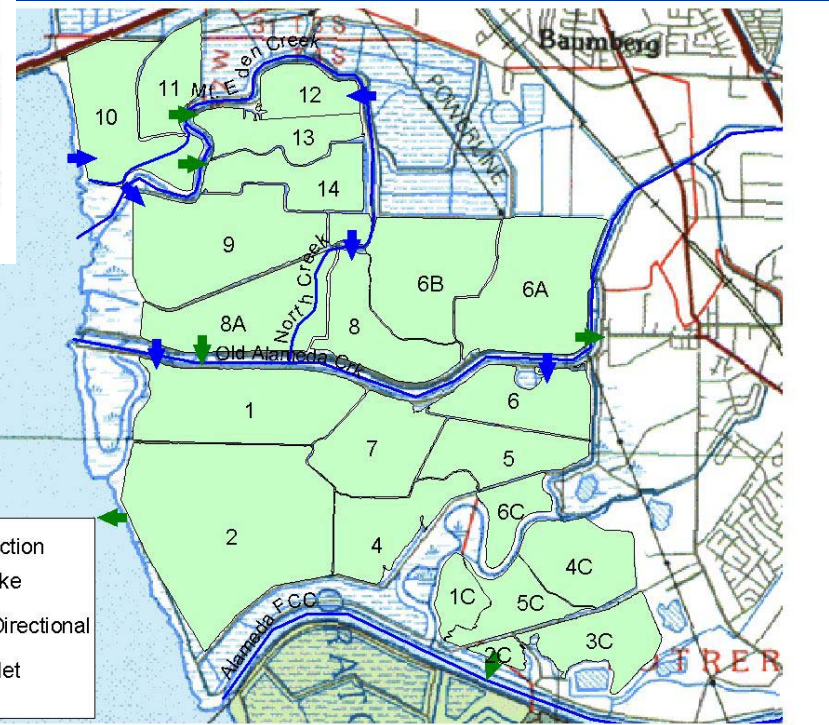 Baumberg
Mt. Eden Creek
11
12
10
POWERLINE
13
14
9
North Creek
6B
6A
8A
8
Old Alameda Crk
1
6
7
5
6C
2
4
4C
1C
5C
3C
2C
Alameda FCC
TRER
ction
ke
Directional
let